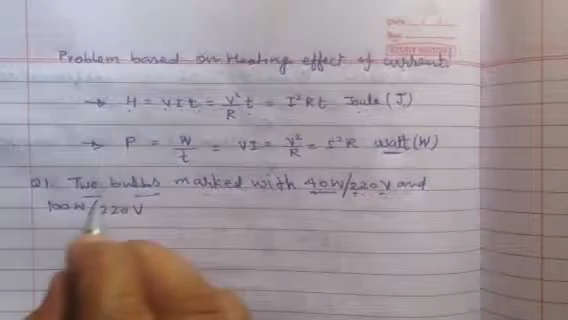 Problem based on Heating effect of current.
→ H = VIt = V²/R t = I²Rt Joule (J)
→ P = W/t = VI = V²/R = I²R watt (W)
Q1. Two bulbs marked with 40W/220V and
100W/220V